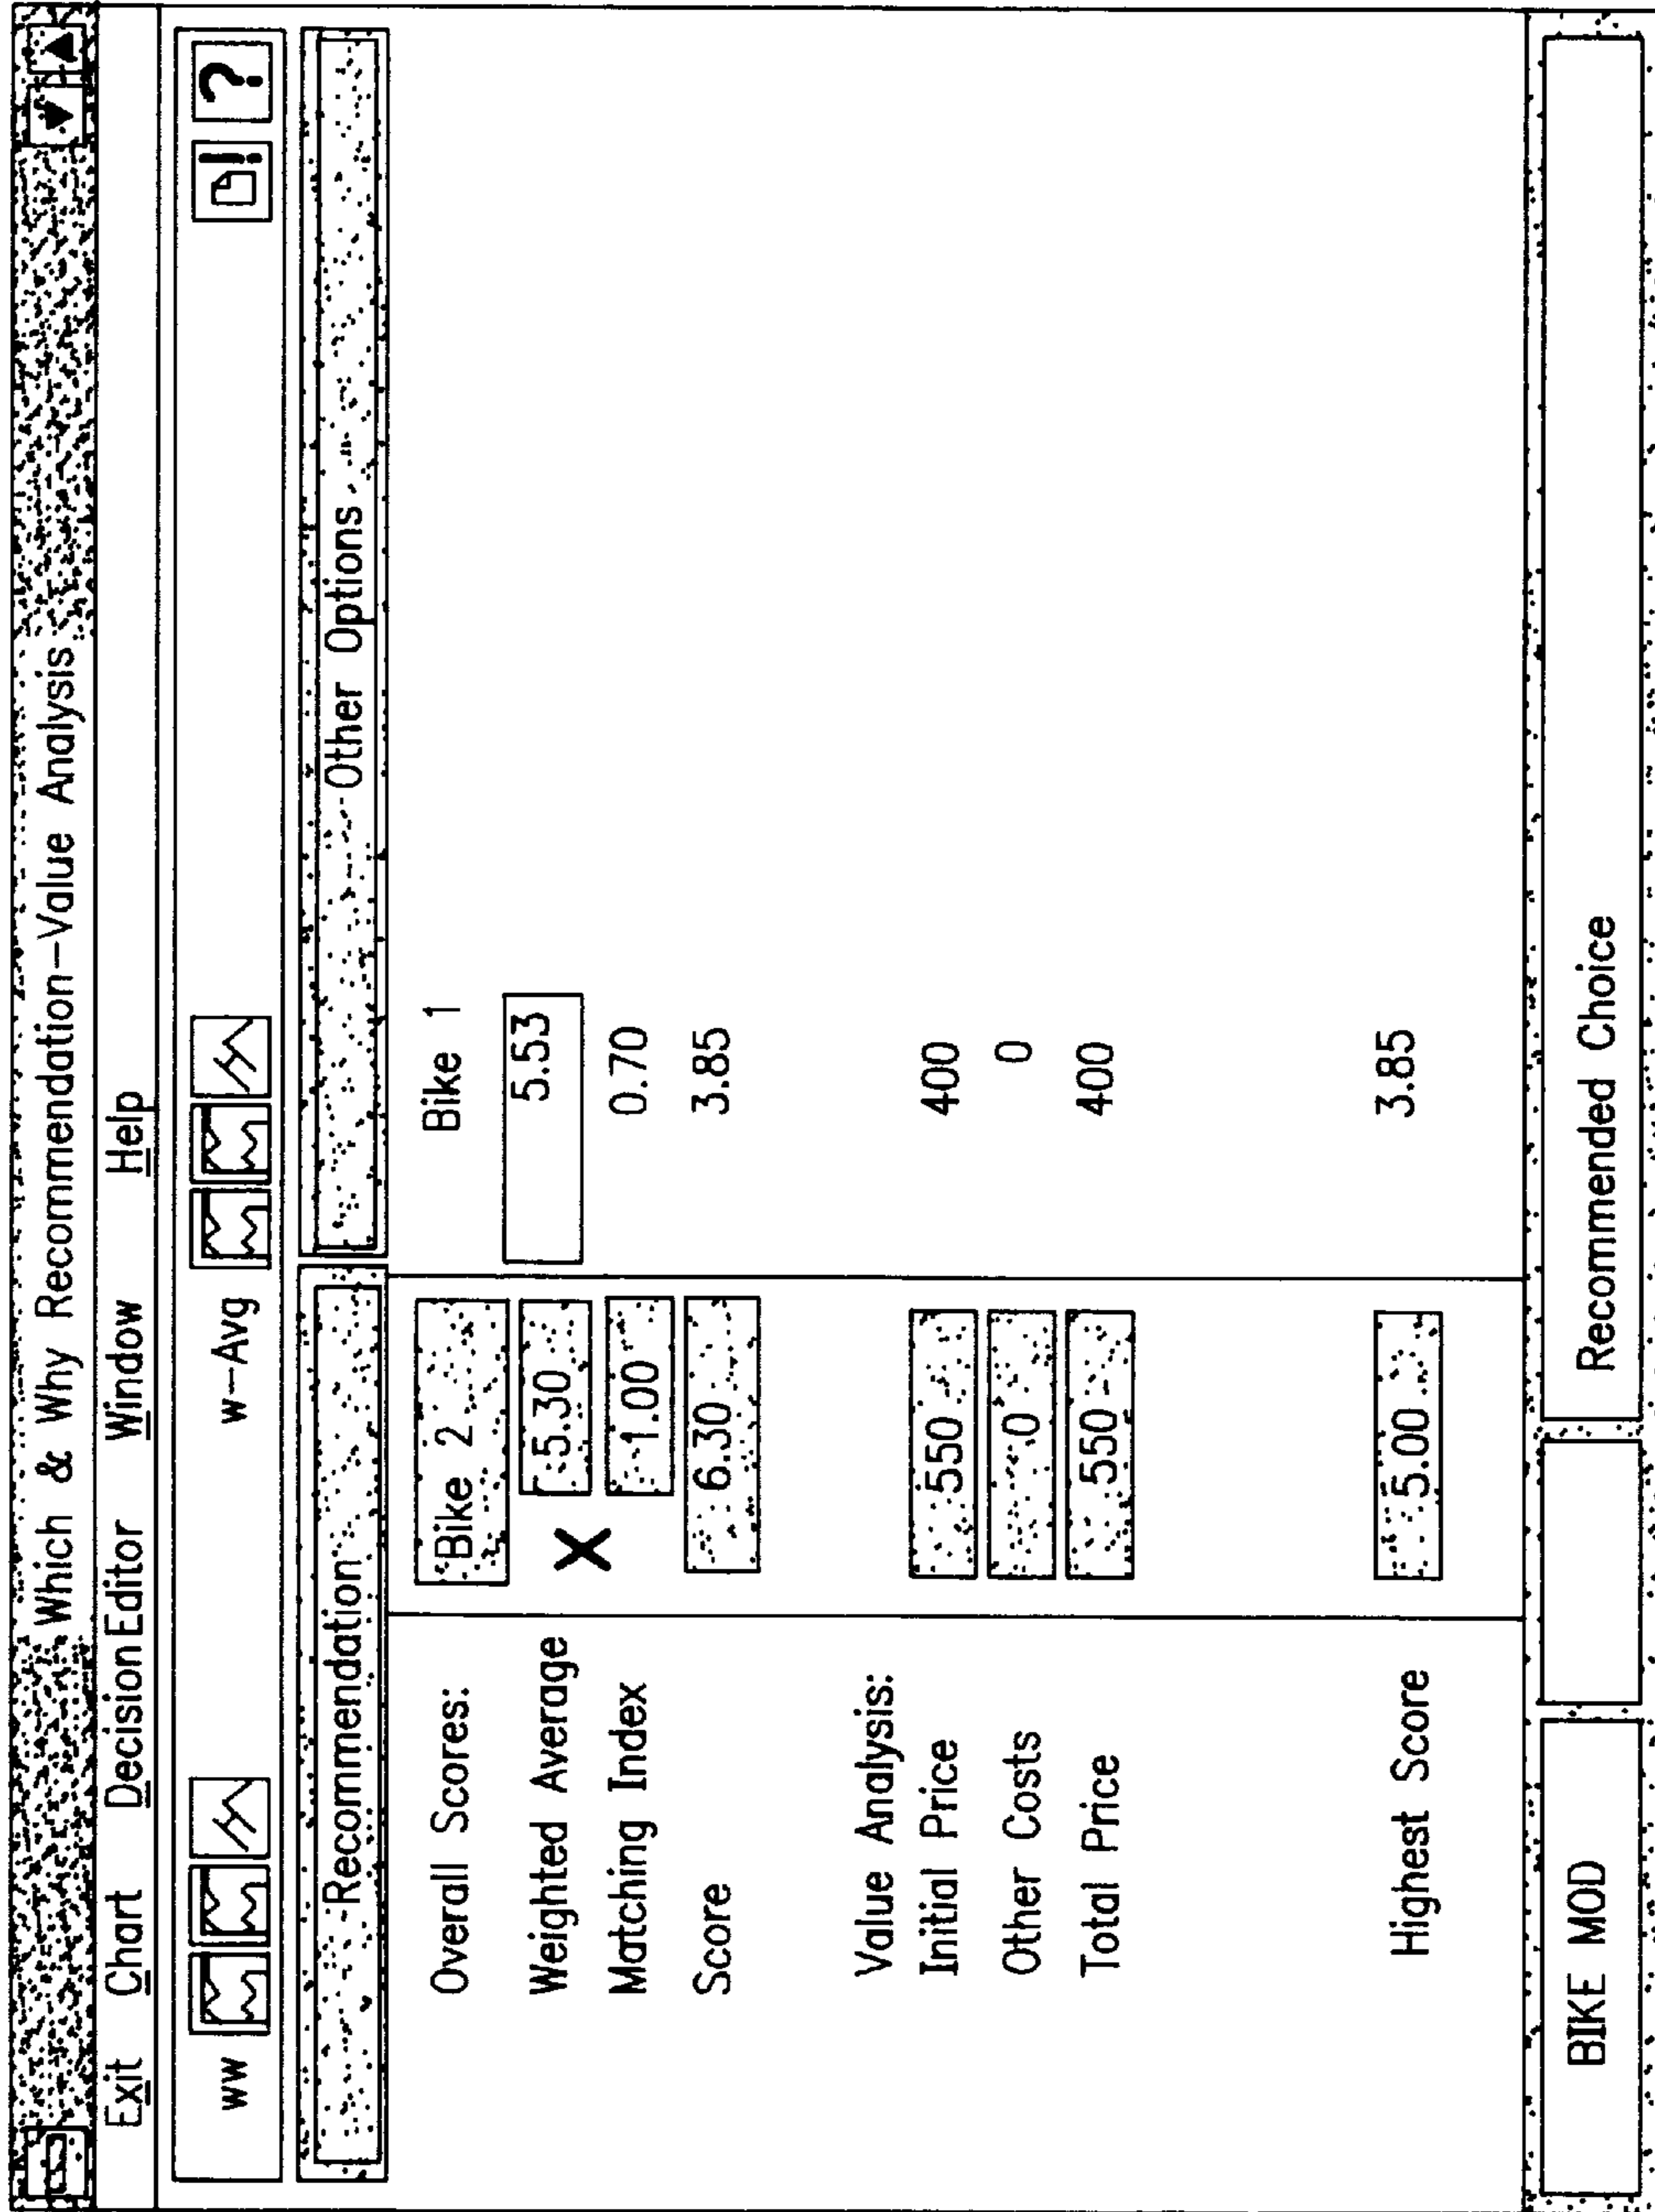 Which & Why Recommendation-Value Analysis
Exit Chart Decision Editor Window Help
ww w-Avg ?
Recommendation Other Options
Overall Scores: Bike 2 Bike 1
Weighted Average X 5.30 5.53
Matching Index 1.00 0.70
Score 6.30 3.85
Value Analysis:
Initial Price 550 400
Other Costs 0 0
Total Price 550 400
Highest Score 5.00 3.85
BIKE MOD Recommended Choice